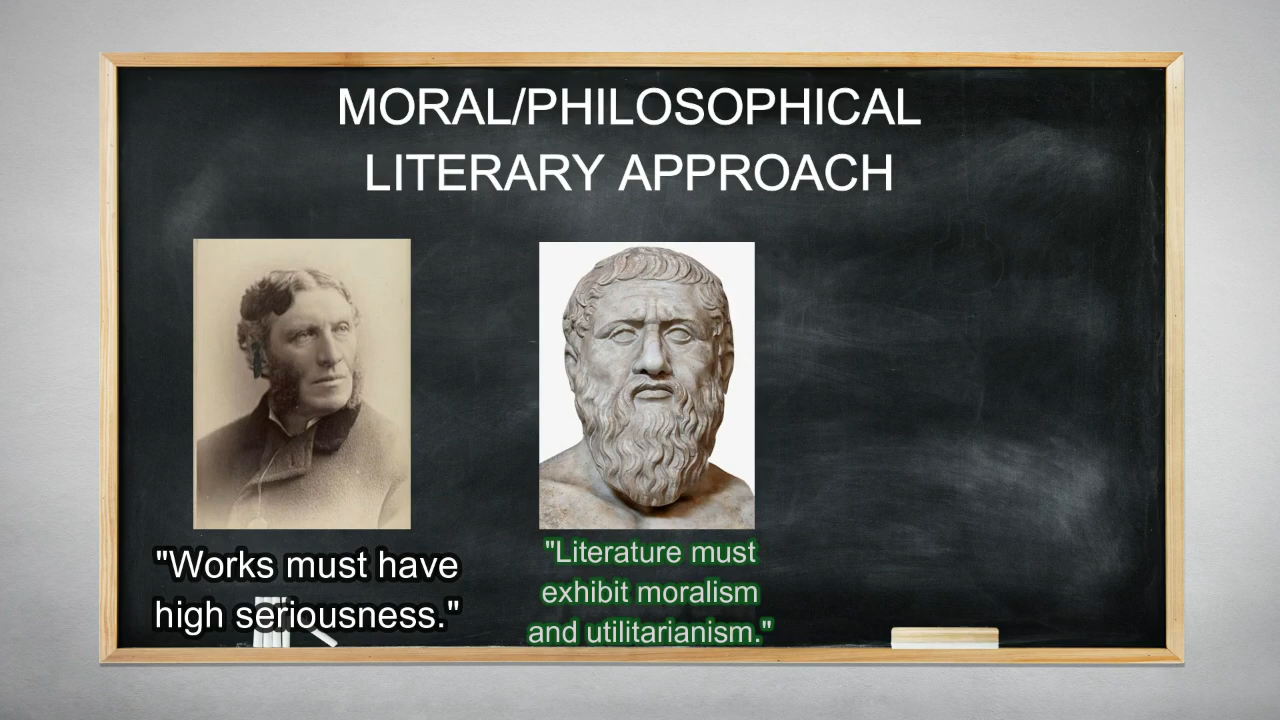 MORAL/PHILOSOPHICAL
LITERARY APPROACH
"Works must have
high seriousness."
"Literature must
exhibit moralism
and utilitarianism."